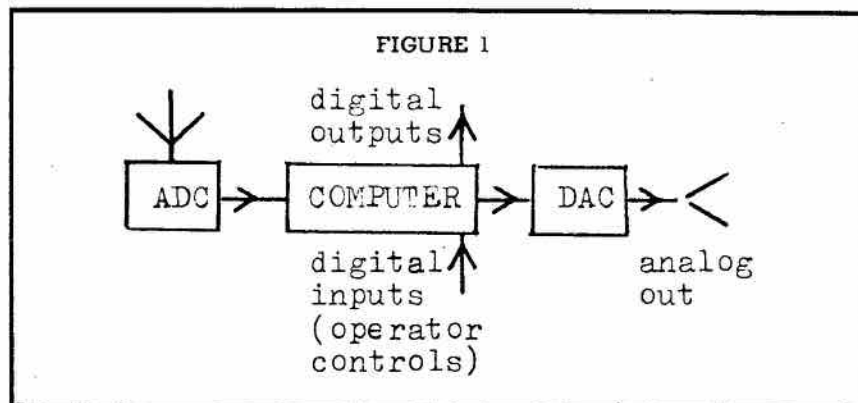 FIGURE 1
digital
outputs
ADC
COMPUTER
DAC
digital
inputs
(operator
controls)
analog
out